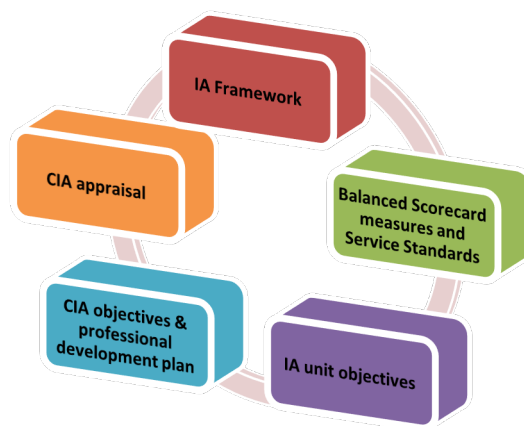 IA Framework
Balanced Scorecard
measures and
Service Standards
IA unit objectives
CIA objectives &
professional
development plan
CIA appraisal